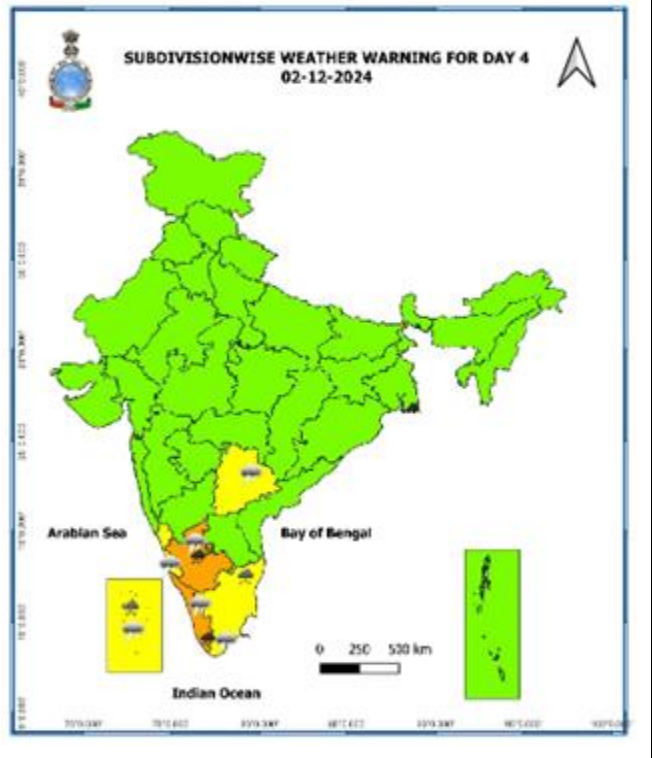 SUBDIVISIONWISE WEATHER WARNING FOR DAY 4
02-12-2024
Arabian Sea
Bay of Bengal
0 250 500 km
Indian Ocean